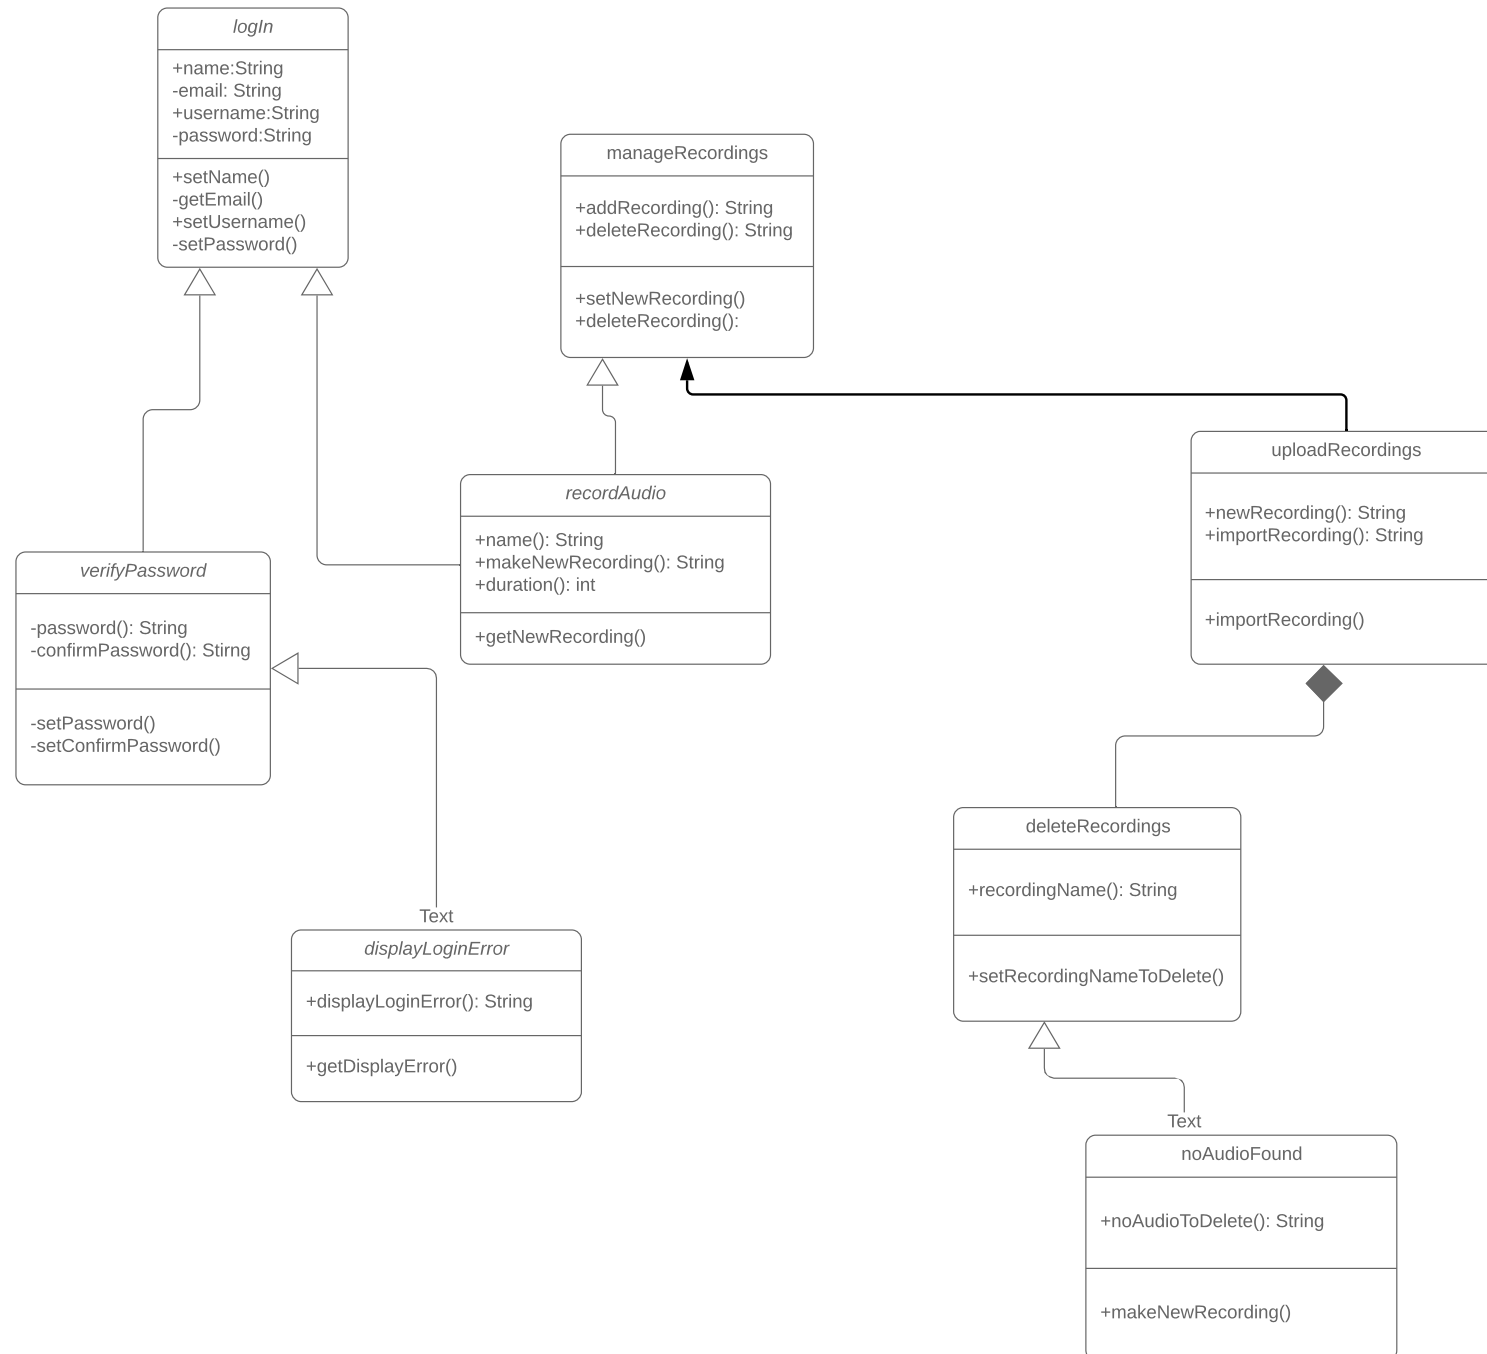 logIn
+name:String
-email: String
+username:String
-password:String
+setName()
-getEmail()
+setUsername()
-setPassword()
manageRecordings
+addRecording(): String
+deleteRecording(): String
+setNewRecording()
+deleteRecording():
uploadRecordings
+newRecording(): String
+importRecording(): String
+importRecording()
recordAudio
+name(): String
+makeNewRecording(): String
+duration(): int
+getNewRecording()
verifyPassword
-password(): String
-confirmPassword(): Stirng
-setPassword()
-setConfirmPassword()
deleteRecordings
+recordingName(): String
+setRecordingNameToDelete()
Text
displayLoginError
+displayLoginError(): String
+getDisplayError()
Text
noAudioFound
+noAudioToDelete(): String
+makeNewRecording()